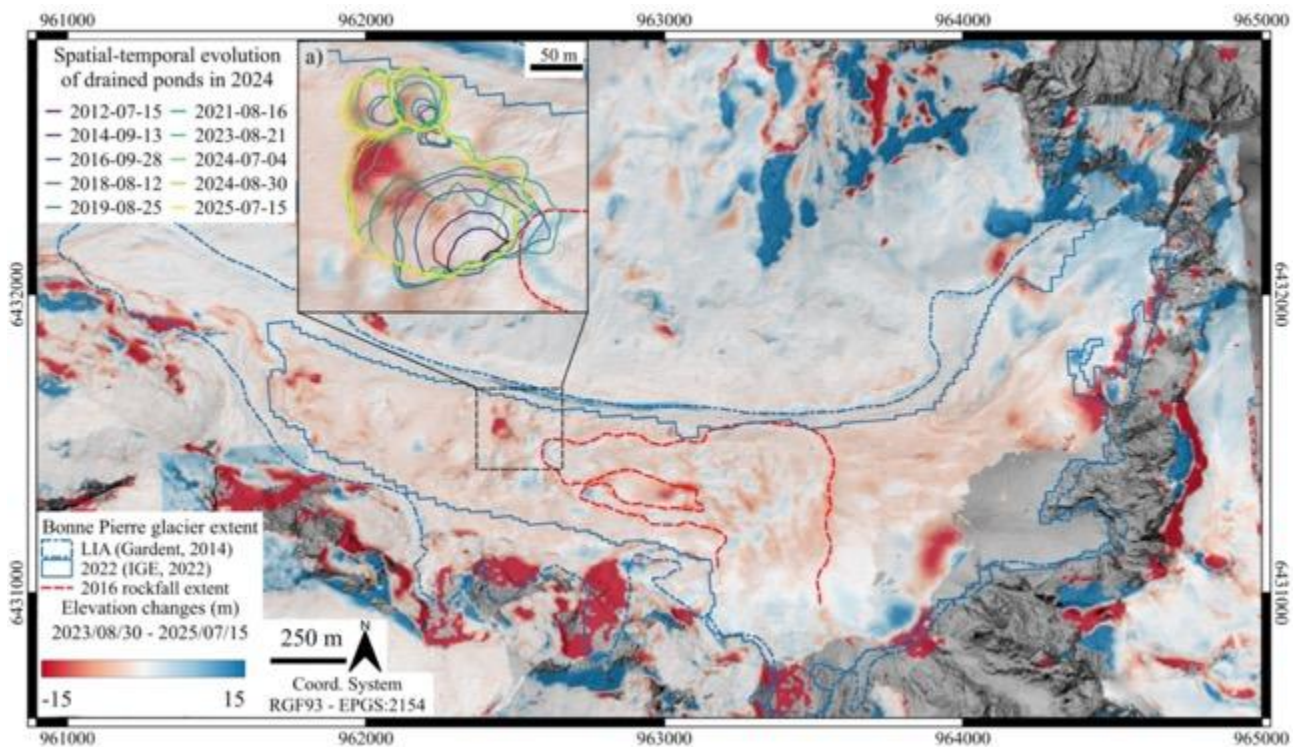 961000 962000 963000 964000 965000
Spatial-temporal evolution
of drained ponds in 2024
2012-07-15 2021-08-16
2014-09-13 2023-08-21
2016-09-28 2024-07-04
2018-08-12 2024-08-30
2019-08-25 2025-07-15
a)
50 m
6432000
6432000
Bonne Pierre glacier extent
LIA (Gardent, 2014)
2022 (IGE, 2022)
2016 rockfall extent
Elevation changes (m)
2023/08/30 - 2025/07/15
-15 15
250 m
N
Coord. System
RGF93 - EPGS:2154
6431000
6431000
961000 962000 963000 964000 965000